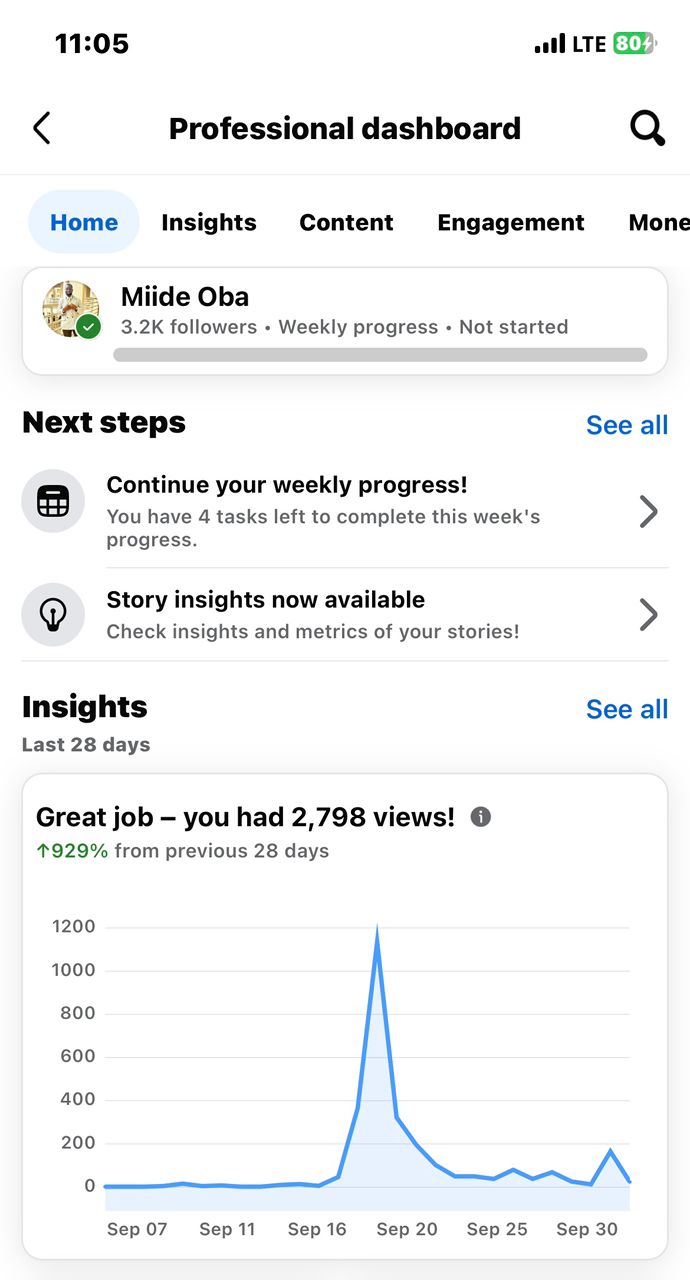 11:05
LTE 80
Professional dashboard
Home Insights Content Engagement Mone
Miide Oba
3.2K followers • Weekly progress • Not started
Next steps
See all
Continue your weekly progress!
You have 4 tasks left to complete this week's
progress.
Story insights now available
Check insights and metrics of your stories!
Insights
See all
Last 28 days
Great job – you had 2,798 views!
↑929% from previous 28 days
1200
1000
800
600
400
200
0
Sep 07 Sep 11 Sep 16 Sep 20 Sep 25 Sep 30